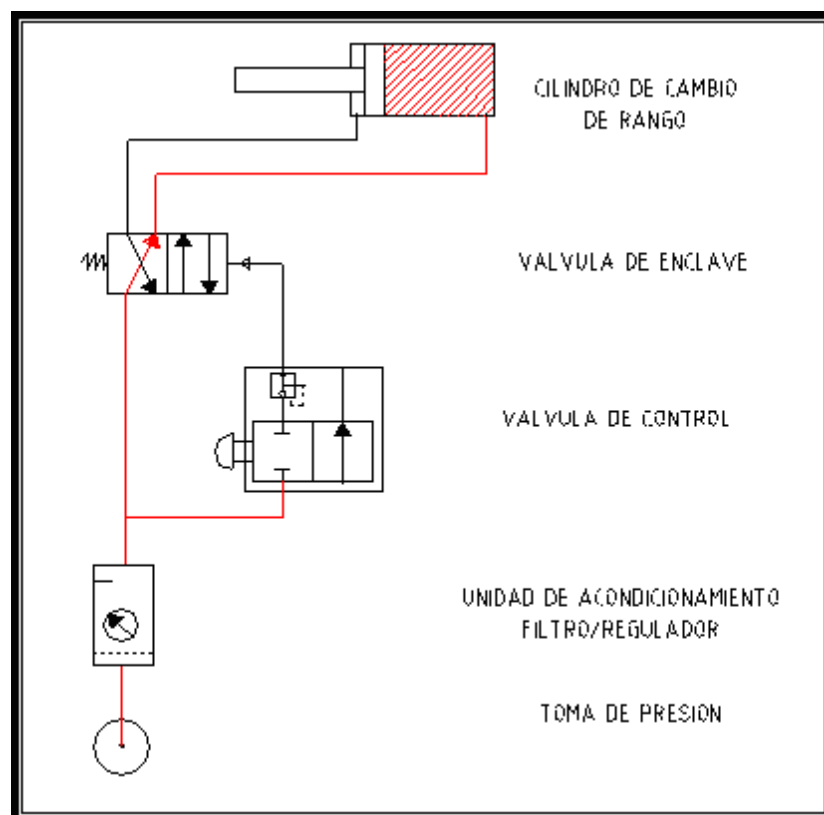 CILINDRO DE CAMBIO
DE RANGO
VALVULA DE ENCLAVE
VALVULA DE CONTROL
UNIDAD DE ACONDICIONAMIENTO
FILTRO/REGULADOR
TOMA DE PRESION